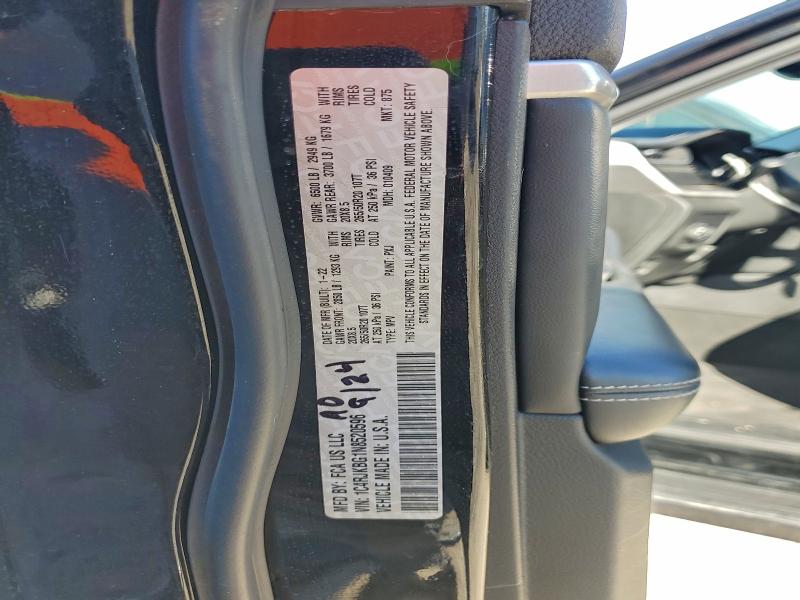 MFD BY: FCA US LLC
DATE OF MFR (BUILT): 1-22
GVWR: 6500 LB / 2949 KG
GAWR FRONT: 2850 LB / 1293 KG WITH
GAWR REAR: 3700 LB / 1679 KG WITH
20X8.5 RIMS
20X8.5 RIMS
265/50R20 107T TIRES
265/50R20 107T TIRES
AT 250 kPa / 36 PSI COLD
AT 250 kPa / 36 PSI COLD
VIN: 1C4RJKBG1N8520596
TYPE: MPV
PAINT: PXJ
MDH: 010409
MKT: 875
VEHICLE MADE IN: U.S.A.
THIS VEHICLE CONFORMS TO ALL APPLICABLE U.S.A. FEDERAL MOTOR VEHICLE SAFETY
STANDARDS IN EFFECT ON THE DATE OF MANUFACTURE SHOWN ABOVE.
AD
9/24